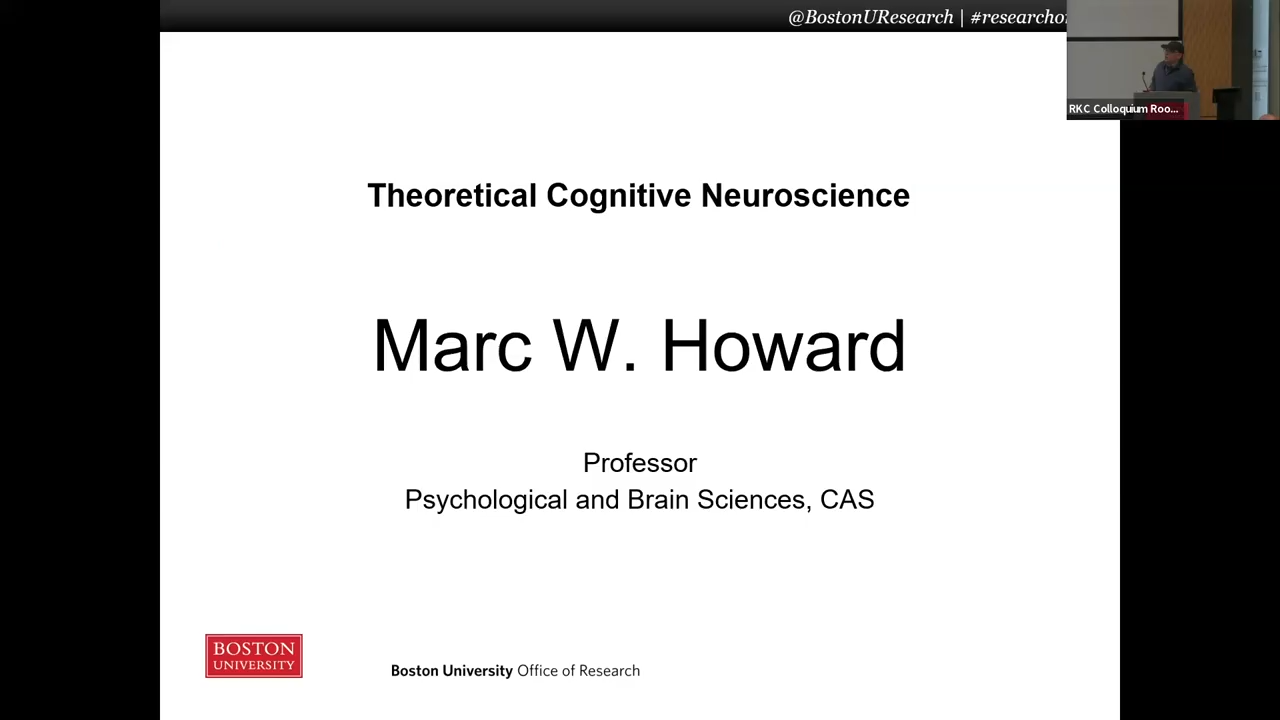 @BostonUResearch | #researcho
RKC Colloquium Roo...
Theoretical Cognitive Neuroscience
Marc W. Howard
Professor
Psychological and Brain Sciences, CAS
BOSTON
UNIVERSITY
Boston University Office of Research